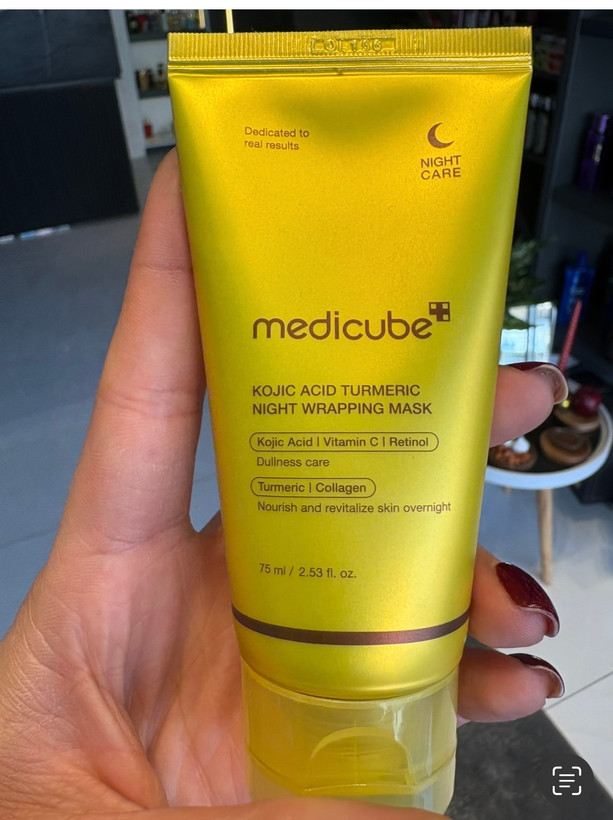 Dedicated to
real results
NIGHT
CARE
medicube
KOJIC ACID TURMERIC
NIGHT WRAPPING MASK
Kojic Acid | Vitamin C | Retinol
Dullness care
Turmeric | Collagen
Nourish and revitalize skin overnight
75 ml / 2.53 fl. oz.